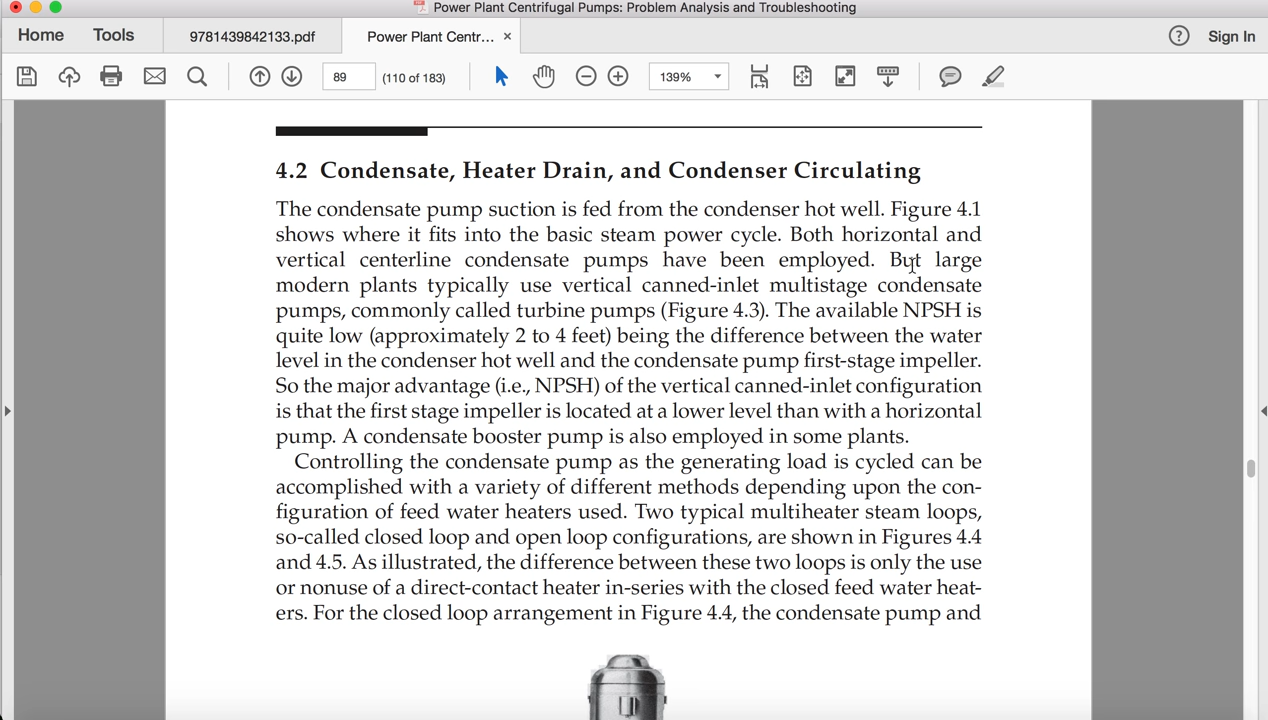 Power Plant Centrifugal Pumps: Problem Analysis and Troubleshooting
Home Tools 9781439842133.pdf Power Plant Centr... × ? Sign In
89 (110 of 183) 139%
4.2 Condensate, Heater Drain, and Condenser Circulating
The condensate pump suction is fed from the condenser hot well. Figure 4.1
shows where it fits into the basic steam power cycle. Both horizontal and
vertical centerline condensate pumps have been employed. But large
modern plants typically use vertical canned-inlet multistage condensate
pumps, commonly called turbine pumps (Figure 4.3). The available NPSH is
quite low (approximately 2 to 4 feet) being the difference between the water
level in the condenser hot well and the condensate pump first-stage impeller.
So the major advantage (i.e., NPSH) of the vertical canned-inlet configuration
is that the first stage impeller is located at a lower level than with a horizontal
pump. A condensate booster pump is also employed in some plants.
Controlling the condensate pump as the generating load is cycled can be
accomplished with a variety of different methods depending upon the con-
figuration of feed water heaters used. Two typical multiheater steam loops,
so-called closed loop and open loop configurations, are shown in Figures 4.4
and 4.5. As illustrated, the difference between these two loops is only the use
or nonuse of a direct-contact heater in-series with the closed feed water heat-
ers. For the closed loop arrangement in Figure 4.4, the condensate pump and